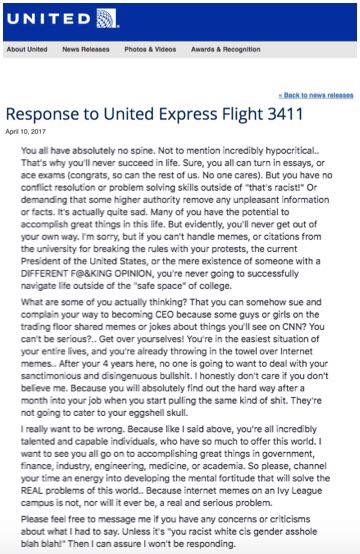 UNITED
About United News Releases Photos & Videos Awards & Recognition
« Back to news releases
Response to United Express Flight 3411
April 10, 2017
You all have absolutely no spine. Not to mention incredibly hypocritical..
That's why you'll never succeed in life. Sure, you all can turn in essays, or
ace exams (congrats, so can the rest of us. No one cares). But you have no
conflict resolution or problem solving skills outside of "that's racist!" Or
demanding that some higher authority remove any unpleasant information
or facts. It's actually quite sad. Many of you have the potential to
accomplish great things in this life. But evidently, you'll never get out of
your own way. I'm sorry, but if you can't handle memes, or citations from
the university for breaking the rules with your protests, the current
President of the United States, or the mere existence of someone with a
DIFFERENT F@&KING OPINION, you're never going to successfully
navigate life outside of the "safe space" of college.
What are some of you actually thinking? That you can somehow sue and
complain your way to becoming CEO because some guys or girls on the
trading floor shared memes or jokes about things you'll see on CNN? You
can't be serious?.. Get over yourselves! You're in the easiest situation of
your entire lives, and you're already throwing in the towel over Internet
memes.. After your 4 years here, no one is going to want to deal with your
sanctimonious and disingenuous bullshit. I honestly don't care if you don't
believe me. Because you will absolutely find out the hard way after a
month into your job when you start pulling the same kind of shit. They're
not going to cater to your eggshell skull.
I really want to be wrong. Because like I said above, you're all incredibly
talented and capable individuals, who have so much to offer this world. I
want to see you all go on to accomplishing great things in government,
finance, industry, engineering, medicine, or academia. So please, channel
your time an energy into developing the mental fortitude that will solve the
REAL problems of this world.. Because internet memes on an Ivy League
campus is not, nor will it ever be, a real and serious problem.
Please feel free to message me if you have any concerns or criticisms
about what I had to say. Unless it's "you racist white cis gender asshole
blah blah!" Then I can assure I won't be responding.